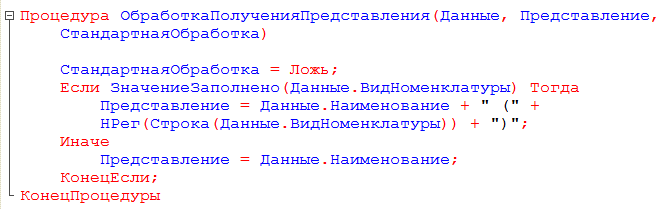 Процедура ОбработкаПолученияПредставления(Данные, Представление,
СтандартнаяОбработка)
СтандартнаяОбработка = Ложь;
Если ЗначениеЗаполнено(Данные.ВидНоменклатуры) Тогда
Представление = Данные.Наименование + " (" +
НРег(Строка(Данные.ВидНоменклатуры)) + ")";
Иначе
Представление = Данные.Наименование;
КонецЕсли;
КонецПроцедуры